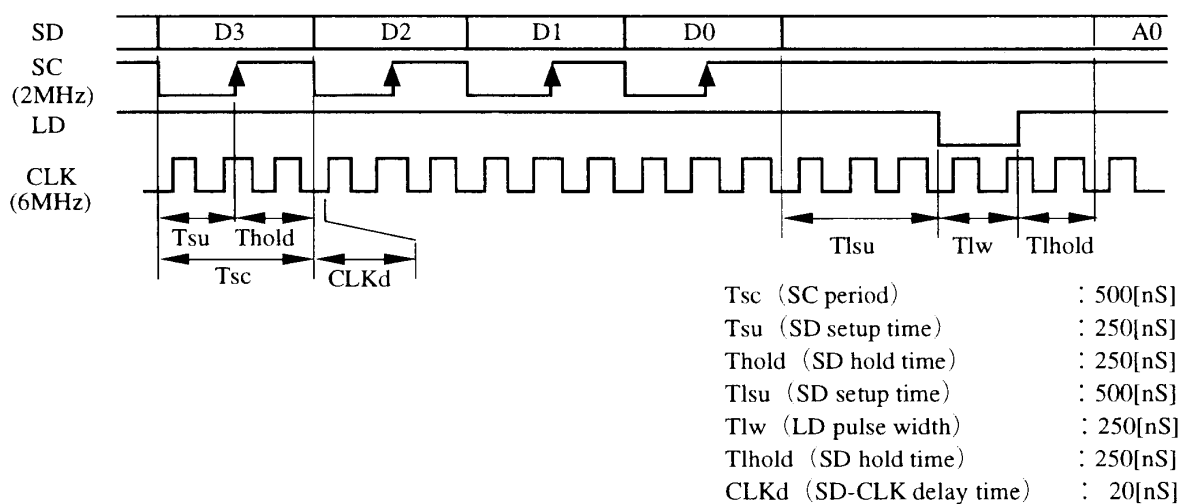 SD D3 D2 D1 D0 A0
SC
(2MHz)
LD
CLK
(6MHz)
Tsu Thold Tlsu Tlw Tlhold
Tsc CLKd
Tsc (SC period) : 500[nS]
Tsu (SD setup time) : 250[nS]
Thold (SD hold time) : 250[nS]
Tlsu (SD setup time) : 500[nS]
Tlw (LD pulse width) : 250[nS]
Tlhold (SD hold time) : 250[nS]
CLKd (SD-CLK delay time) : 20[nS]